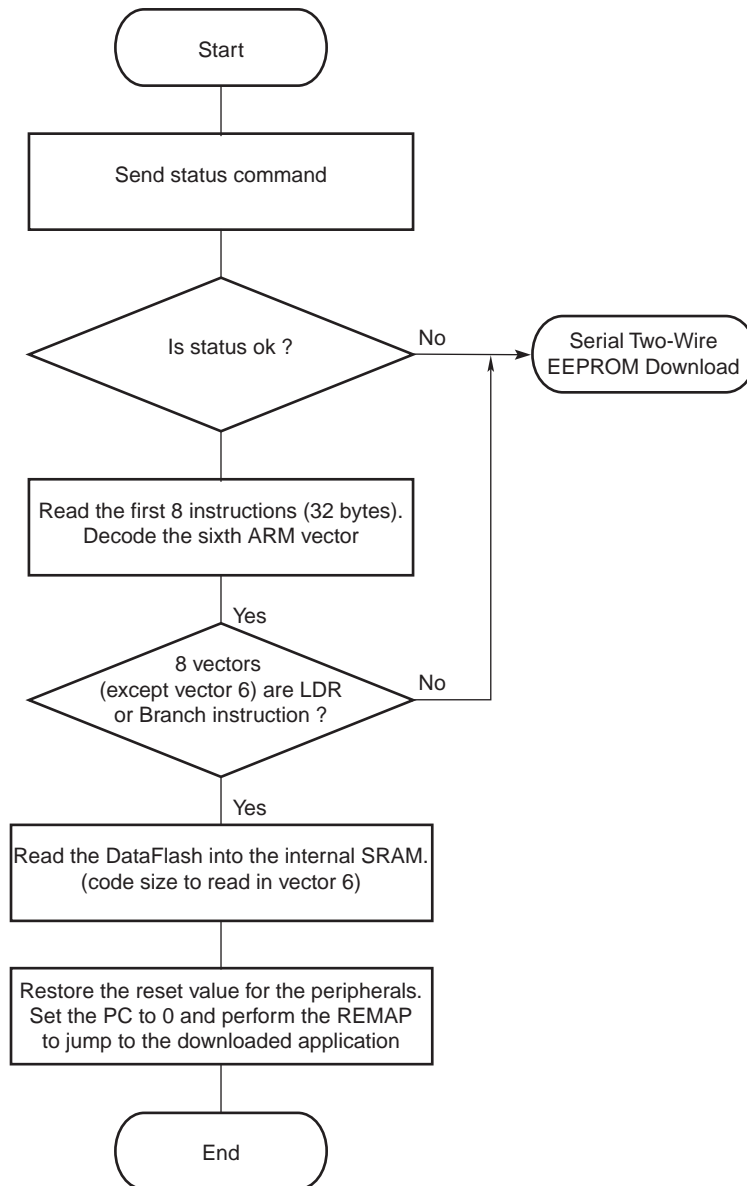 Start
Send status command
Is status ok ?
No
Serial Two-Wire
EEPROM Download
Read the first 8 instructions (32 bytes).
Decode the sixth ARM vector
Yes
8 vectors
(except vector 6) are LDR
or Branch instruction ?
No
Yes
Read the DataFlash into the internal SRAM.
(code size to read in vector 6)
Restore the reset value for the peripherals.
Set the PC to 0 and perform the REMAP
to jump to the downloaded application
End